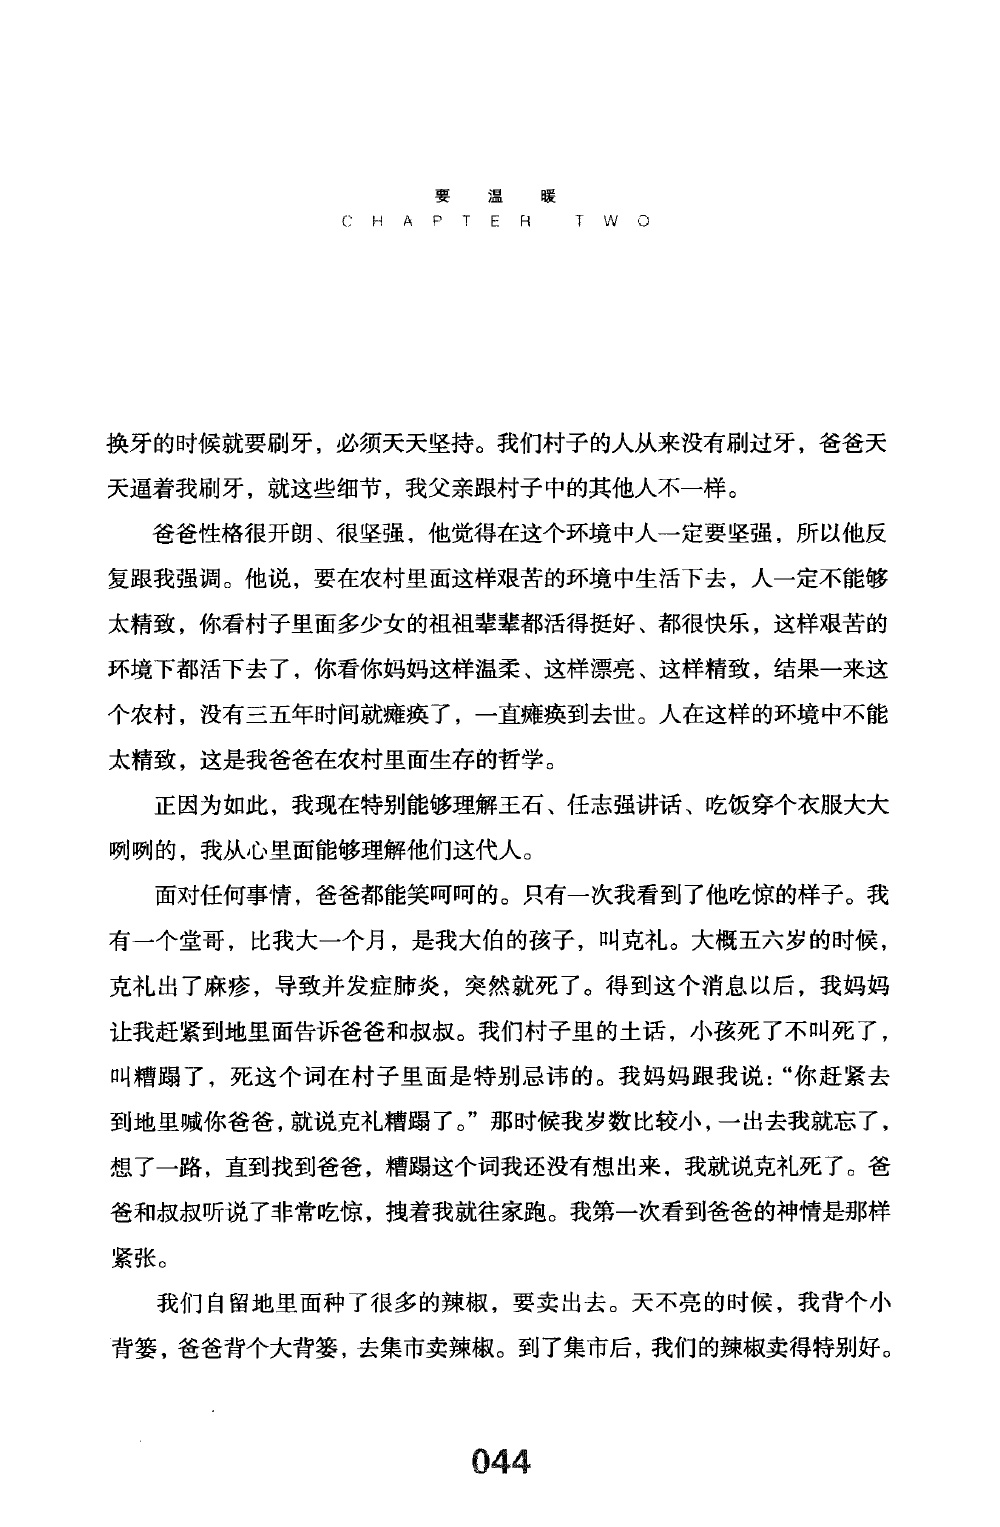 要 温 暖
CHAPTER TWO
换牙的时候就要刷牙，必须天天坚持。我们村子的人从来没有刷过牙，爸爸天
天逼着我刷牙，就这些细节，我父亲跟村子中的其他人不一样。
爸爸性格很开朗、很坚强，他觉得在这个环境中人一定要坚强，所以他反
复跟我强调。他说，要在农村里面这样艰苦的环境中生活下去，人一定不能够
太精致，你看村子里面多少女的祖祖辈辈都活得挺好、都很快乐，这样艰苦的
环境下都活下去了，你看你妈妈这样温柔、这样漂亮、这样精致，结果一来这
个农村，没有三五年时间就瘫痪了，一直瘫痪到去世。人在这样的环境中不能
太精致，这是我爸爸在农村里面生存的哲学。
正因为如此，我现在特别能够理解王石、任志强讲话、吃饭穿个衣服大大
咧咧的，我从心里面能够理解他们这代人。
面对任何事情，爸爸都能笑呵呵的。只有一次我看到了他吃惊的样子。我
有一个堂哥，比我大一个月，是我大伯的孩子，叫克礼。大概五六岁的时候，
克礼出了麻疹，导致并发症肺炎，突然就死了。得到这个消息以后，我妈妈
让我赶紧到地里面告诉爸爸和叔叔。我们村子里的土话，小孩死了不叫死了，
叫糟蹋了，死这个词在村子里面是特别忌讳的。我妈妈跟我说：“你赶紧去
到地里喊你爸爸，就说克礼糟蹋了。”那时候我岁数比较小，一出去我就忘了，
想了一路，直到找到爸爸，糟蹋这个词我还没有想出来，我就说克礼死了。爸
爸和叔叔听说了非常吃惊，拽着我就往家跑。我第一次看到爸爸的神情是那样
紧张。
我们自留地里面种了很多的辣椒，要卖出去。天不亮的时候，我背个小
背篓，爸爸背个大背篓，去集市卖辣椒。到了集市后，我们的辣椒卖得特别好。
044